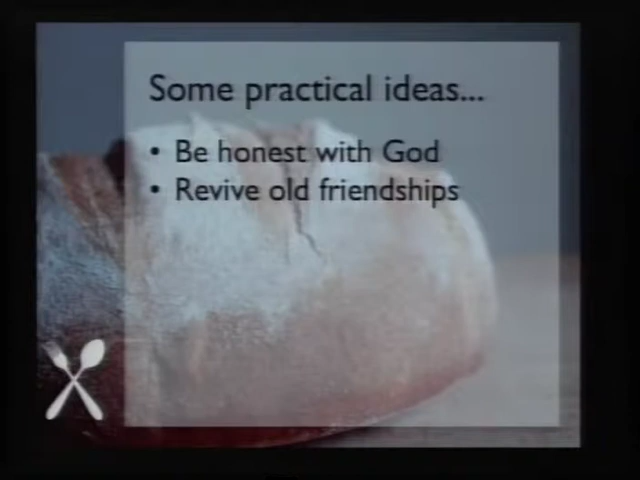 Some practical ideas...
• Be honest with God
• Revive old friendships